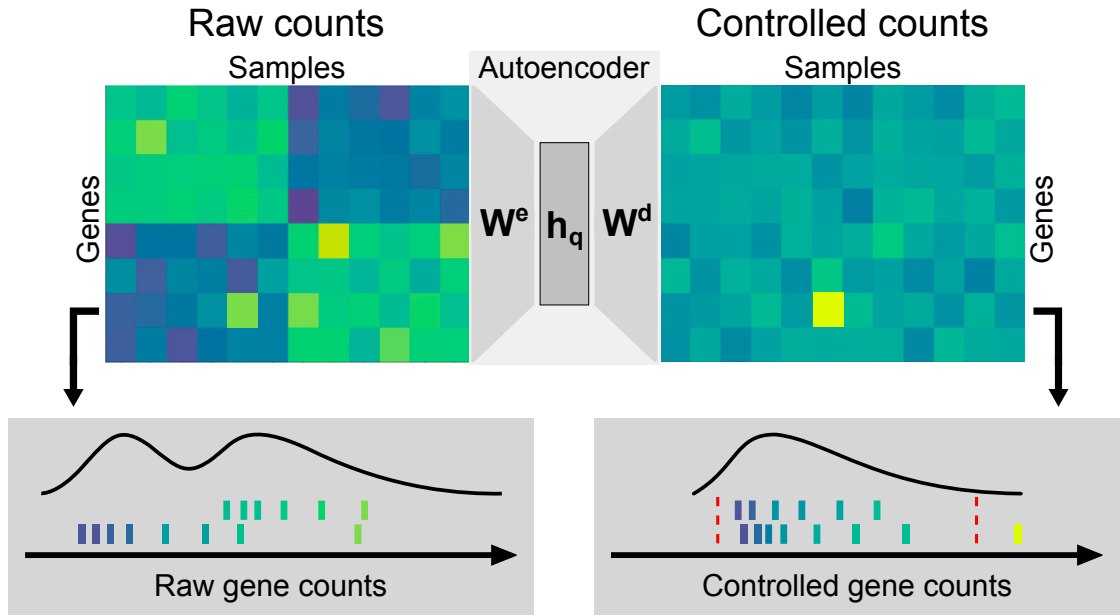 Raw counts
Controlled counts
Samples
Autoencoder
Samples
Genes
W^e
h_q
W^d
Genes
Raw gene counts
Controlled gene counts